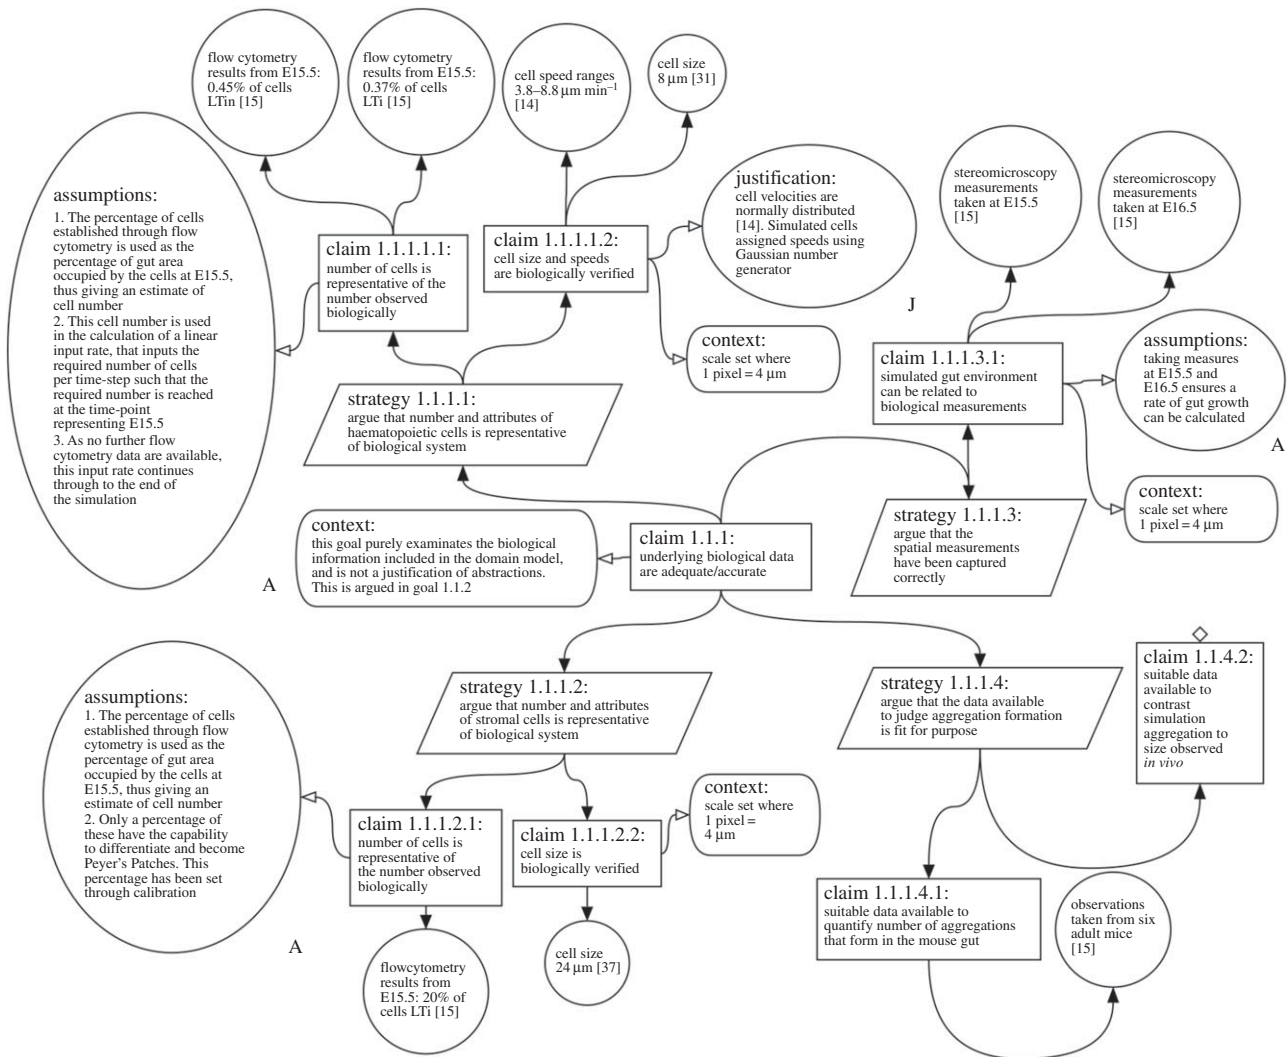 flow cytometry
results from E15.5:
0.45% of cells
LTin [15]
flow cytometry
results from E15.5:
0.37% of cells
LTi [15]
cell speed ranges
3.8–8.8 µm min⁻¹
[14]
cell size
8 µm [31]
assumptions:
1. The percentage of cells
established through flow
cytometry is used as the
percentage of gut area
occupied by the cells at E15.5,
thus giving an estimate of
cell number
2. This cell number is used
in the calculation of a linear
input rate, that inputs the
required number of cells
per time-step such that the
required number is reached
at the time-point
representing E15.5
3. As no further flow
cytometry data are available,
this input rate continues
through to the end of
the simulation
A
claim 1.1.1.1.1:
number of cells is
representative of the
number observed
biologically
claim 1.1.1.1.2:
cell size and speeds
are biologically verified
justification:
cell velocities are
normally distributed
[14]. Simulated cells
assigned speeds using
Gaussian number
generator
J
context:
scale set where
1 pixel = 4 µm
stereomicroscopy
measurements
taken at E15.5
[15]
stereomicroscopy
measurements
taken at E16.5
[15]
claim 1.1.1.3.1:
simulated gut environment
can be related to
biological measurements
assumptions:
taking measures
at E15.5 and
E16.5 ensures a
rate of gut growth
can be calculated
A
context:
scale set where
1 pixel = 4 µm
strategy 1.1.1.1:
argue that number and attributes of
haematopoietic cells is representative
of biological system
strategy 1.1.1.3:
argue that the
spatial measurements
have been captured
correctly
context:
this goal purely examinates the biological
information included in the domain model,
and is not a justification of abstractions.
This is argued in goal 1.1.2
claim 1.1.1:
underlying biological data
are adequate/accurate
strategy 1.1.1.2:
argue that number and attributes
of stromal cells is representative
of biological system
strategy 1.1.1.4:
argue that the data available
to judge aggregation formation
is fit for purpose
claim 1.1.4.2:
suitable data
available to
contrast
simulation
aggregation to
size observed
in vivo
assumptions:
1. The percentage of cells
established through flow
cytometry is used as the
percentage of gut area
occupied by the cells at
E15.5, thus giving an
estimate of cell number
2. Only a percentage of
these have the capability
to differentiate and become
Peyer's Patches. This
percentage has been set
through calibration
A
claim 1.1.1.2.1:
number of cells is
representative of
the number observed
biologically
claim 1.1.1.2.2:
cell size is
biologically verified
context:
scale set where
1 pixel =
4 µm
flowcytometry
results from
E15.5: 20% of
cells LTi [15]
cell size
24 µm [37]
claim 1.1.1.4.1:
suitable data available to
quantify number of aggregations
that form in the mouse gut
observations
taken from six
adult mice
[15]